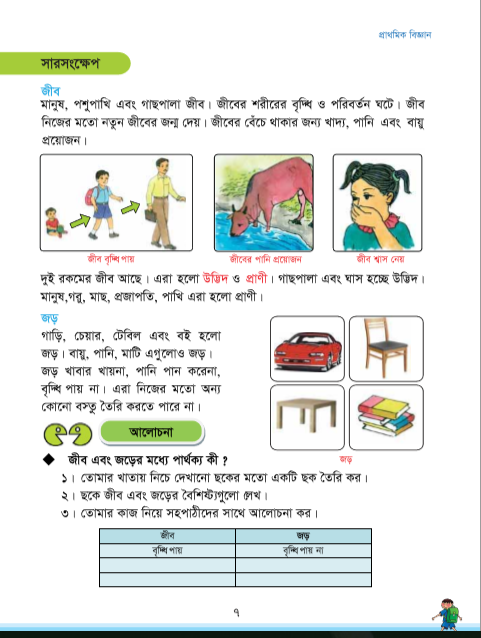 প্রাথমিক বিজ্ঞান
সারসংক্ষেপ
জীব
মানুষ, পশুপাখি এবং গাছপালা জীব। জীবের শরীরের বৃদ্ধি ও পরিবর্তন ঘটে। জীব
নিজের মতো নতুন জীবের জন্ম দেয়। জীবের বেঁচে থাকার জন্য খাদ্য, পানি এবং বায়ু
প্রয়োজন।
জীব বৃদ্ধি পায়
জীবের পানি প্রয়োজন
জীব শ্বাস নেয়
দুই রকমের জীব আছে। এরা হলো উদ্ভিদ ও প্রাণী। গাছপালা এবং ঘাস হচ্ছে উদ্ভিদ।
মানুষ,গরু, মাছ, প্রজাপতি, পাখি এরা হলো প্রাণী।
জড়
গাড়ি, চেয়ার, টেবিল এবং বই হলো
জড়। বায়ু, পানি, মাটি এগুলোও জড়।
জড় খাবার খায়না, পানি পান করেনা,
বৃদ্ধি পায় না। এরা নিজের মতো অন্য
কোনো বস্তু তৈরি করতে পারে না।
জড়
আলোচনা
◆ জীব এবং জড়ের মধ্যে পার্থক্য কী ?
১। তোমার খাতায় নিচে দেখানো ছকের মতো একটি ছক তৈরি কর।
২। ছকে জীব এবং জড়ের বৈশিষ্ট্যগুলো লেখ।
৩। তোমার কাজ নিয়ে সহপাঠীদের সাথে আলোচনা কর।
জীব জড়
বৃদ্ধি পায় বৃদ্ধি পায় না
৭